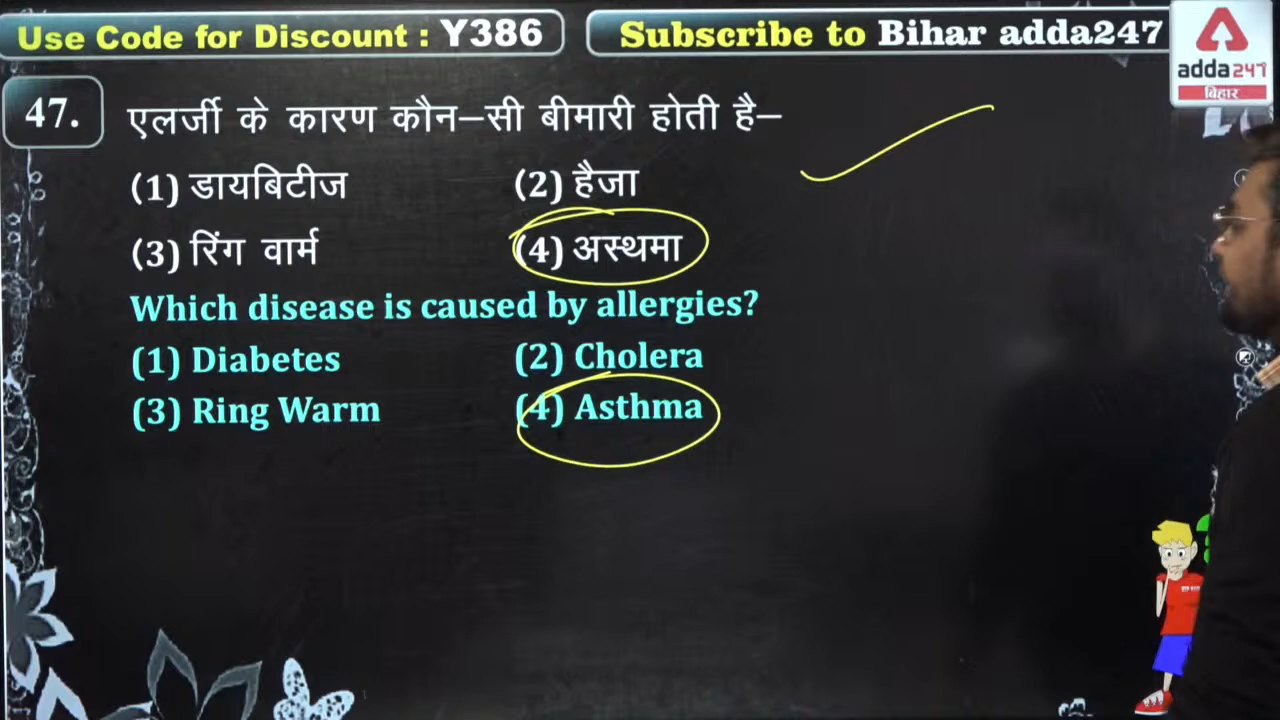 Use Code for Discount : Y386
Subscribe to Bihar adda247
adda247
बिहार
47. एलर्जी के कारण कौन–सी बीमारी होती है–
(1) डायबिटीज (2) हैजा
(3) रिंग वार्म (4) अस्थमा
Which disease is caused by allergies?
(1) Diabetes (2) Cholera
(3) Ring Warm (4) Asthma